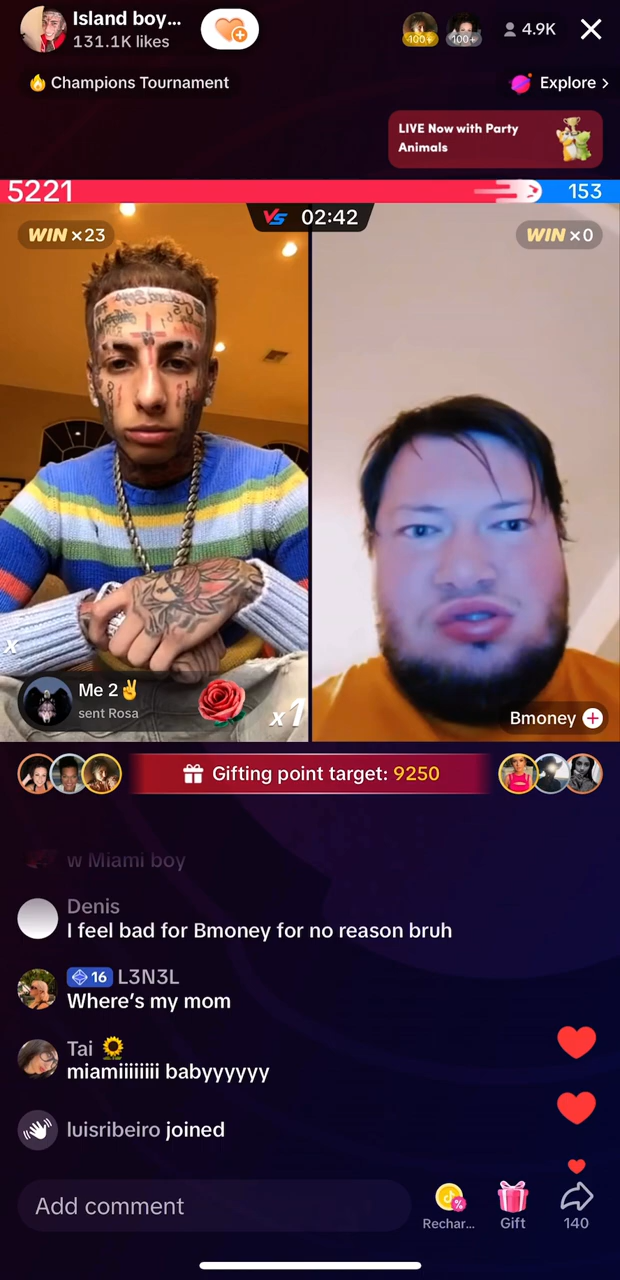 Island boy...
131.1K likes
100+
100+
4.9K
Champions Tournament
Explore >
LIVE Now with Party
Animals
5221
153
VS 02:42
WIN ×23
WIN ×0
x
Me 2✌️
sent Rosa
x1
Bmoney
Gifting point target: 9250
w Miami boy
Denis
I feel bad for Bmoney for no reason bruh
16 L3N3L
Where's my mom
Tai 🌻
miamiiiiiiii babyyyyyy
luisribeiro joined
Add comment
Rechar...
Gift
140